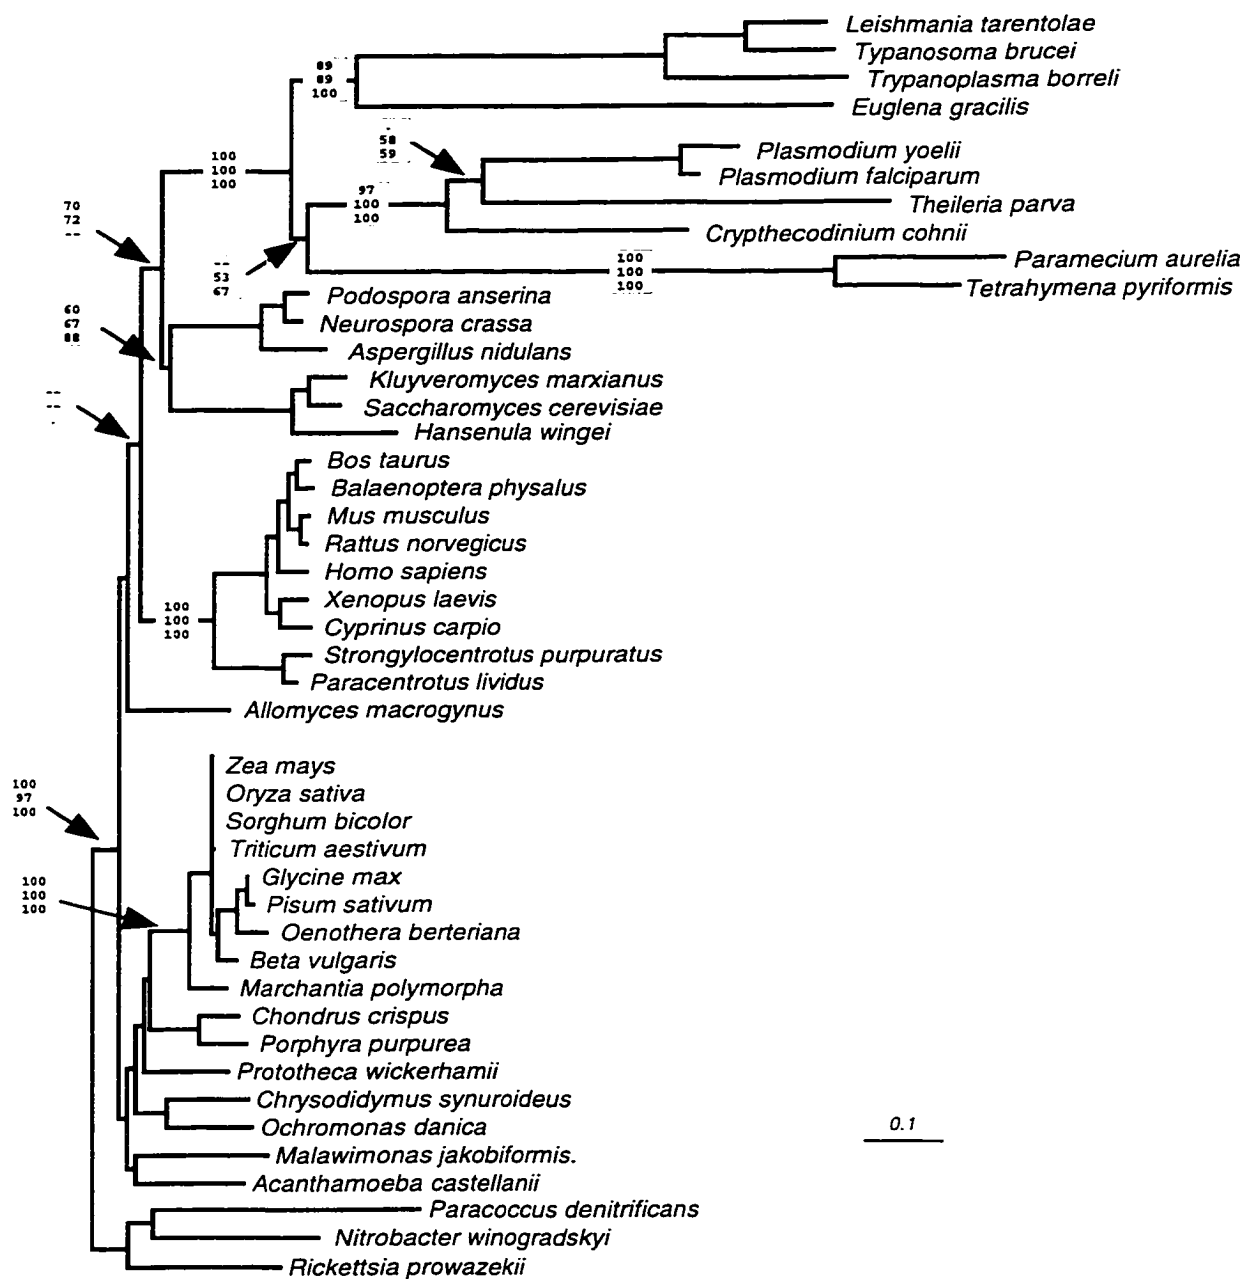 Leishmania tarentolae
Typanosoma brucei
89
89
100
Trypanoplasma borreli
Euglena gracilis
-
58
59
Plasmodium yoelii
100
100
100
Plasmodium falciparum
97
100
100
Theileria parva
70
72
--
Crypthecodinium cohnii
--
53
67
100
100
100
Paramecium aurelia
Tetrahymena pyriformis
Podospora anserina
60
67
88
Neurospora crassa
Aspergillus nidulans
Kluyveromyces marxianus
--
--
-
Saccharomyces cerevisiae
Hansenula wingei
Bos taurus
Balaenoptera physalus
Mus musculus
Rattus norvegicus
Homo sapiens
Xenopus laevis
100
100
100
Cyprinus carpio
Strongylocentrotus purpuratus
Paracentrotus lividus
Allomyces macrogynus
Zea mays
100
97
100
Oryza sativa
Sorghum bicolor
Triticum aestivum
Glycine max
100
100
100
Pisum sativum
Oenothera berteriana
Beta vulgaris
Marchantia polymorpha
Chondrus crispus
Porphyra purpurea
Prototheca wickerhamii
Chrysodidymus synuroideus
Ochromonas danica
0.1
Malawimonas jakobiformis.
Acanthamoeba castellanii
Paracoccus denitrificans
Nitrobacter winogradskyi
Rickettsia prowazekii